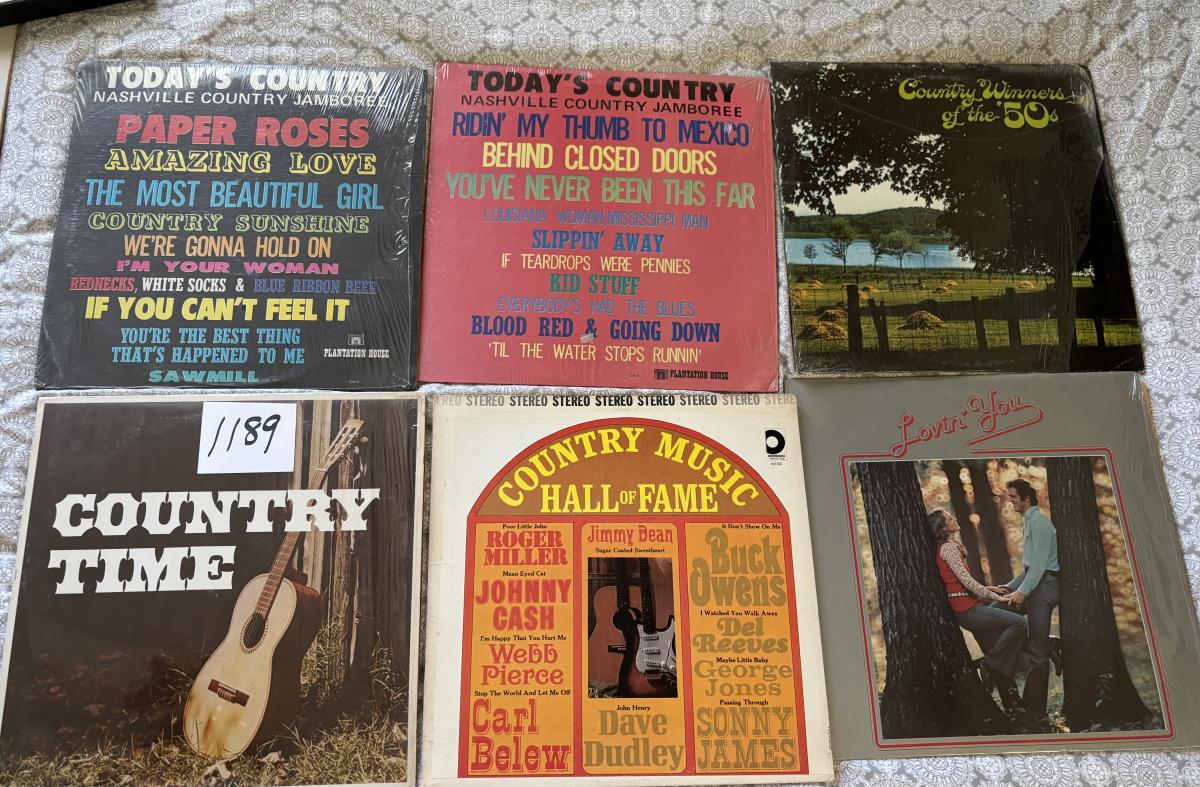 TODAY'S COUNTRY
NASHVILLE COUNTRY JAMBOREE
PAPER ROSES
AMAZING LOVE
THE MOST BEAUTIFUL GIRL
COUNTRY SUNSHINE
WE'RE GONNA HOLD ON
I'M YOUR WOMAN
REDNECKS, WHITE SOCKS & BLUE RIBBON BEER
IF YOU CAN'T FEEL IT
YOU'RE THE BEST THING
THAT'S HAPPENED TO ME
SAWMILL
PLANTATION HOUSE
TODAY'S COUNTRY
NASHVILLE COUNTRY JAMBOREE
RIDIN' MY THUMB TO MEXICO
BEHIND CLOSED DOORS
YOU'VE NEVER BEEN THIS FAR
LOUISIANA WOMAN, MISSISSIPPI MAN
SLIPPIN' AWAY
IF TEARDROPS WERE PENNIES
KID STUFF
EVERYBODY'S HAD THE BLUES
BLOOD RED & GOING DOWN
'TIL THE WATER STOPS RUNNIN'
PLANTATION HOUSE
Country Winners
of the '50s
1189
COUNTRY
TIME
STEREO STEREO STEREO STEREO STEREO STEREO STEREO
COUNTRY MUSIC
HALL OF FAME
Poor Little John
ROGER
MILLER
Mean Eyed Cat
JOHNNY
CASH
I'm Happy That You Hurt Me
Webb
Pierce
Stop The World And Let Me Off
Carl
Belew
Jimmy Dean
Sugar Coated Sweetheart
John Henry
Dave
Dudley
It Don't Show On Me
Buck
Owens
I Watched You Walk Away
Del
Reeves
Maybe Little Baby
George
Jones
Passing Through
SONNY
JAMES
Lovin' You